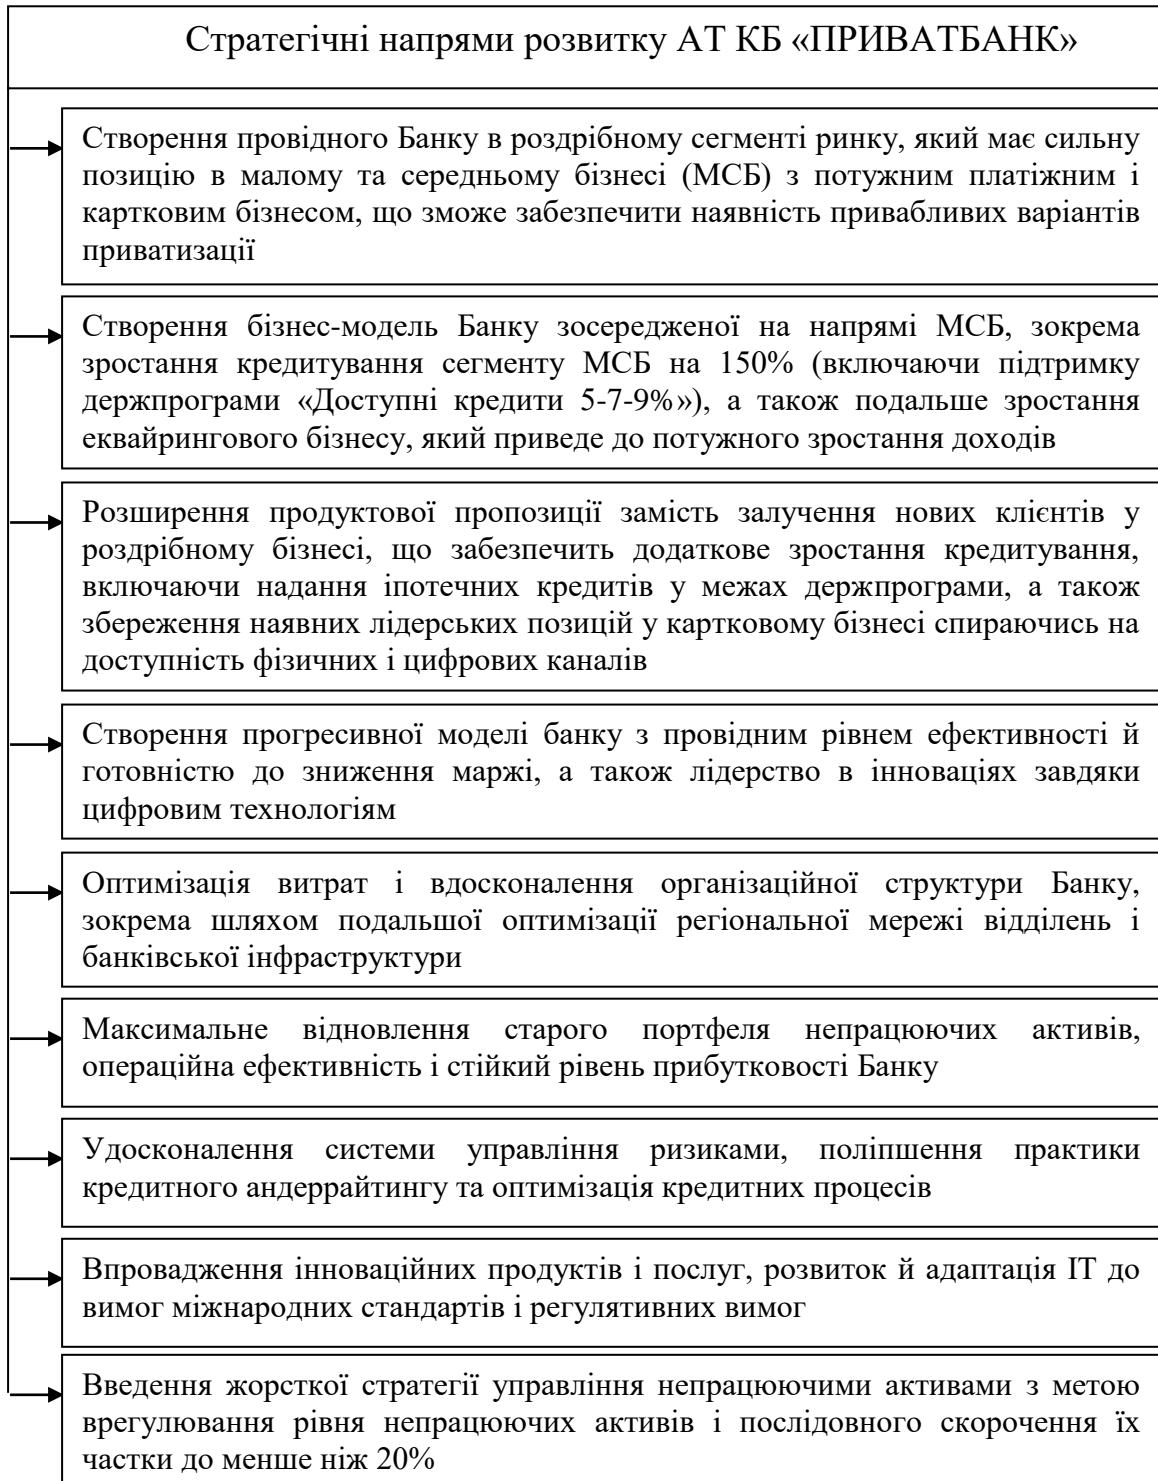 Стратегічні напрями розвитку АТ КБ «ПРИВАТБАНК»
Створення провідного Банку в роздрібному сегменті ринку, який має сильну
позицію в малому та середньому бізнесі (МСБ) з потужним платіжним і
картковим бізнесом, що зможе забезпечити наявність привабливих варіантів
приватизації
Створення бізнес-модель Банку зосередженої на напрямі МСБ, зокрема
зростання кредитування сегменту МСБ на 150% (включаючи підтримку
держпрограми «Доступні кредити 5-7-9%»), а також подальше зростання
еквайрингового бізнесу, який приведе до потужного зростання доходів
Розширення продуктової пропозиції замість залучення нових клієнтів у
роздрібному бізнесі, що забезпечить додаткове зростання кредитування,
включаючи надання іпотечних кредитів у межах держпрограми, а також
збереження наявних лідерських позицій у картковому бізнесі спираючись на
доступність фізичних і цифрових каналів
Створення прогресивної моделі банку з провідним рівнем ефективності й
готовністю до зниження маржі, а також лідерство в інноваціях завдяки
цифровим технологіям
Оптимізація витрат і вдосконалення організаційної структури Банку,
зокрема шляхом подальшої оптимізації регіональної мережі відділень і
банківської інфраструктури
Максимальне відновлення старого портфеля непрацюючих активів,
операційна ефективність і стійкий рівень прибутковості Банку
Удосконалення системи управління ризиками, поліпшення практики
кредитного андеррайтингу та оптимізація кредитних процесів
Впровадження інноваційних продуктів і послуг, розвиток й адаптація ІТ до
вимог міжнародних стандартів і регулятивних вимог
Введення жорсткої стратегії управління непрацюючими активами з метою
врегулювання рівня непрацюючих активів і послідовного скорочення їх
частки до менше ніж 20%